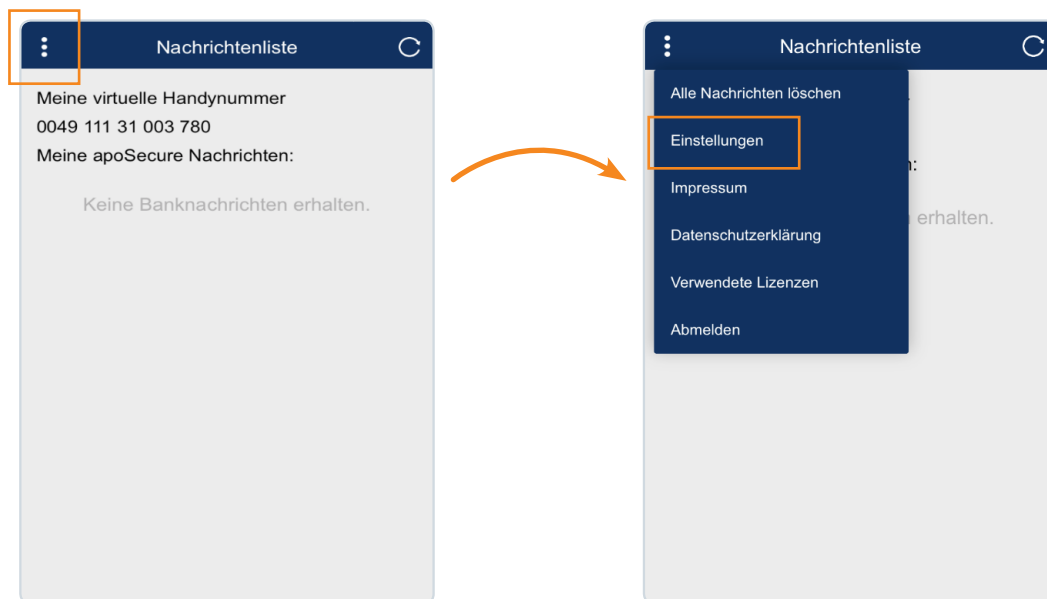 Nachrichtenliste
Meine virtuelle Handynummer
0049 111 31 003 780
Meine apoSecure Nachrichten:
Keine Banknachrichten erhalten.
Nachrichtenliste
Alle Nachrichten löschen
Einstellungen
Impressum
Datenschutzerklärung
erhalten.
Verwendete Lizenzen
Abmelden